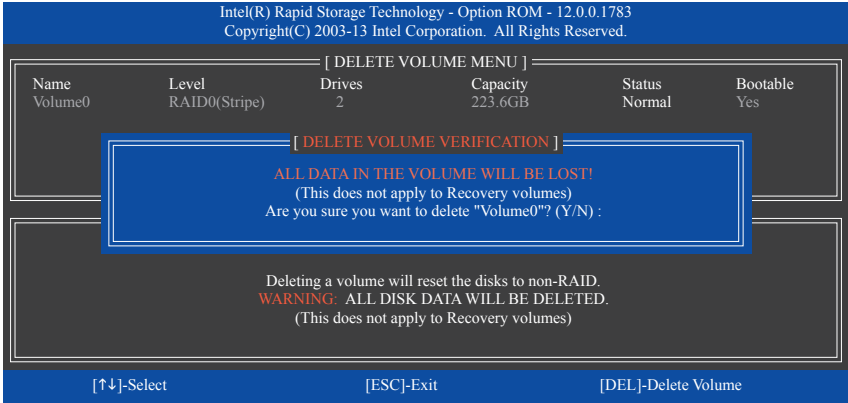 Intel(R) Rapid Storage Technology - Option ROM - 12.0.0.1783
Copyright(C) 2003-13 Intel Corporation.  All Rights Reserved.
[ DELETE VOLUME MENU ]
Name Level Drives Capacity Status Bootable
Volume0 RAID0(Stripe) 2 223.6GB Normal Yes
[ DELETE VOLUME VERIFICATION ]
ALL DATA IN THE VOLUME WILL BE LOST!
(This does not apply to Recovery volumes)
Are you sure you want to delete "Volume0"? (Y/N) :
Deleting a volume will reset the disks to non-RAID.
WARNING:  ALL DISK DATA WILL BE DELETED.
(This does not apply to Recovery volumes)
[↑↓]-Select [ESC]-Exit [DEL]-Delete Volume